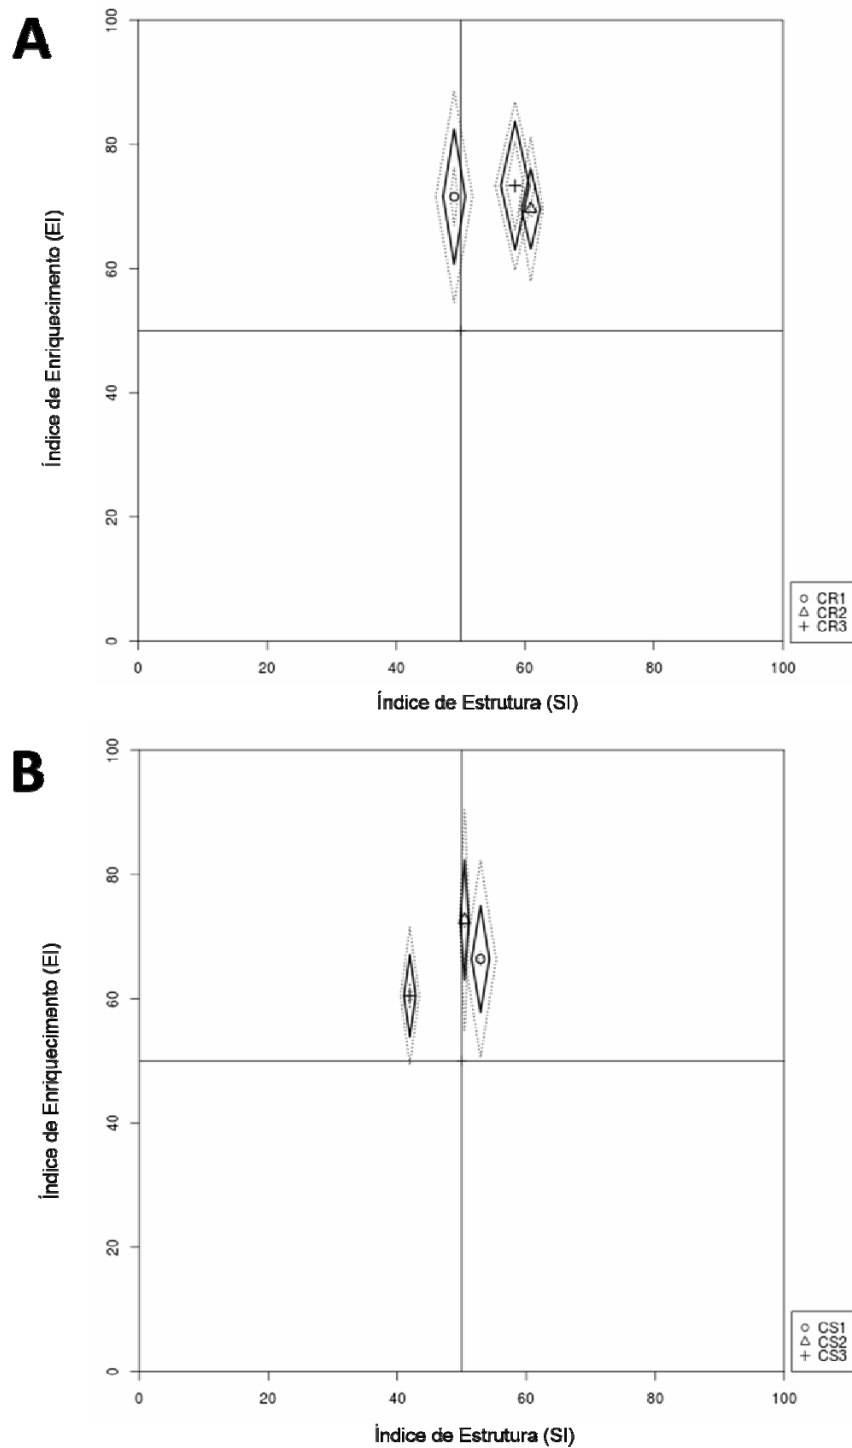 A
100
80
60
40
20
0
Índice de Enriquecimento (EI)
0 20 40 60 80 100
Índice de Estrutura (SI)
CR1
CR2
CR3
B
100
80
60
40
20
0
Índice de Enriquecimento (EI)
0 20 40 60 80 100
Índice de Estrutura (SI)
CS1
CS2
CS3